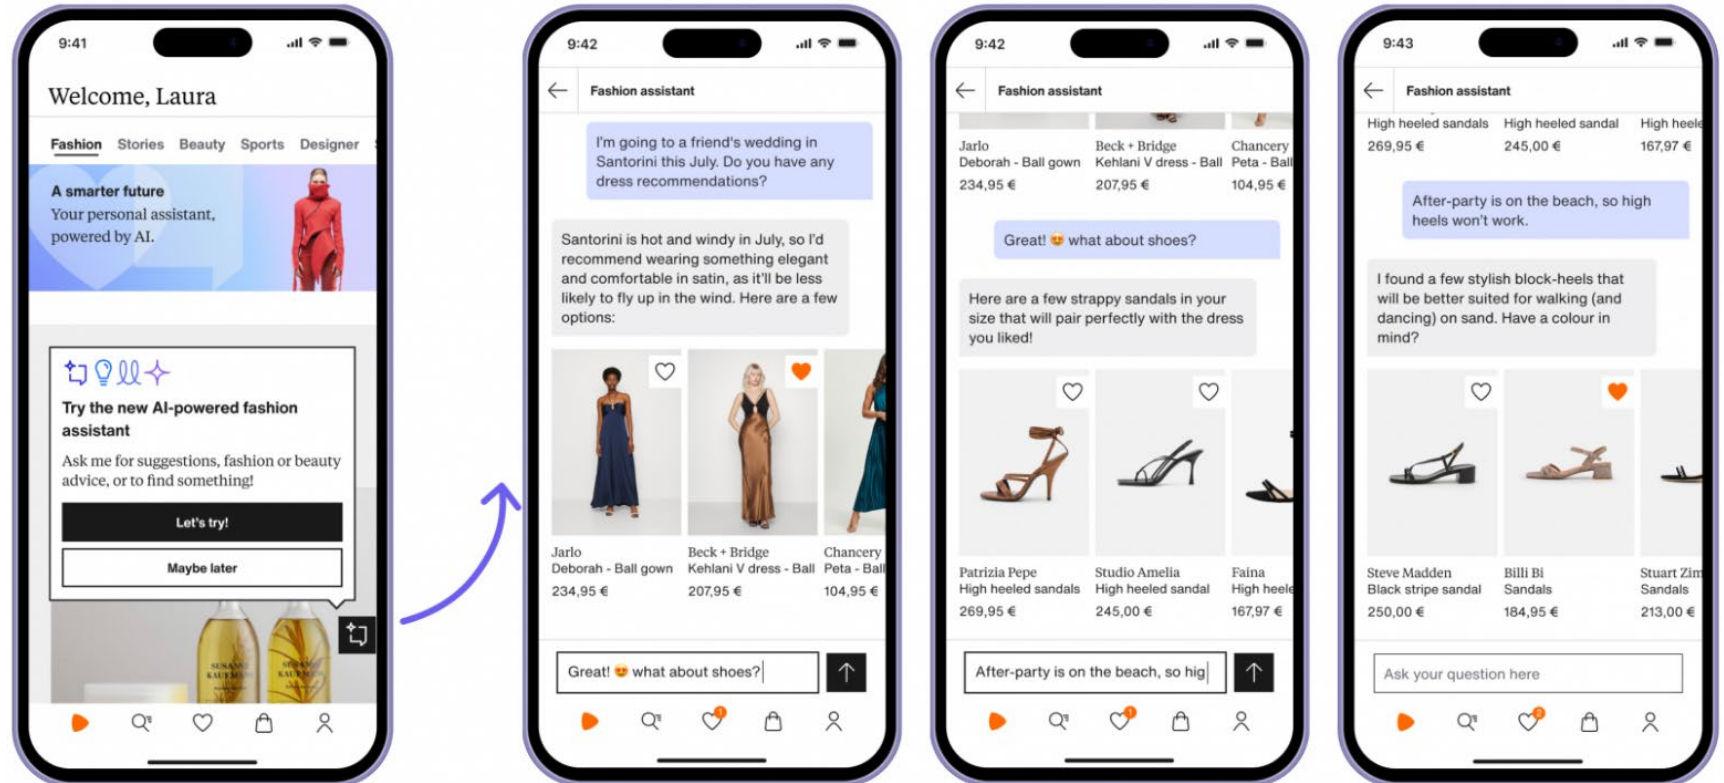 9:41
Welcome, Laura
Fashion Stories Beauty Sports Designer
A smarter future
Your personal assistant,
powered by AI.
Try the new AI-powered fashion
assistant
Ask me for suggestions, fashion or beauty
advice, or to find something!
Let's try!
Maybe later
9:42
Fashion assistant
I'm going to a friend's wedding in
Santorini this July. Do you have any
dress recommendations?
Santorini is hot and windy in July, so I'd
recommend wearing something elegant
and comfortable in satin, as it'll be less
likely to fly up in the wind. Here are a few
options:
Jarlo
Deborah - Ball gown
234,95 €
Beck + Bridge
Kehlani V dress - Ball
207,95 €
Chancery
Peta - Ball
104,95 €
Great! 😍 what about shoes?
1
9:42
Fashion assistant
Jarlo
Deborah - Ball gown
234,95 €
Beck + Bridge
Kehlani V dress - Ball
207,95 €
Chancery
Peta - Ball
104,95 €
Great! 😍 what about shoes?
Here are a few strappy sandals in your
size that will pair perfectly with the dress
you liked!
Patrizia Pepe
High heeled sandals
269,95 €
Studio Amelia
High heeled sandal
245,00 €
Faina
High heele
167,97 €
After-party is on the beach, so hig
1
9:43
Fashion assistant
High heeled sandals
269,95 €
High heeled sandal
245,00 €
High heele
167,97 €
After-party is on the beach, so high
heels won't work.
I found a few stylish block-heels that
will be better suited for walking (and
dancing) on sand. Have a colour in
mind?
Steve Madden
Black stripe sandal
250,00 €
Billi Bi
Sandals
184,95 €
Stuart Zim
Sandals
213,00 €
Ask your question here
2